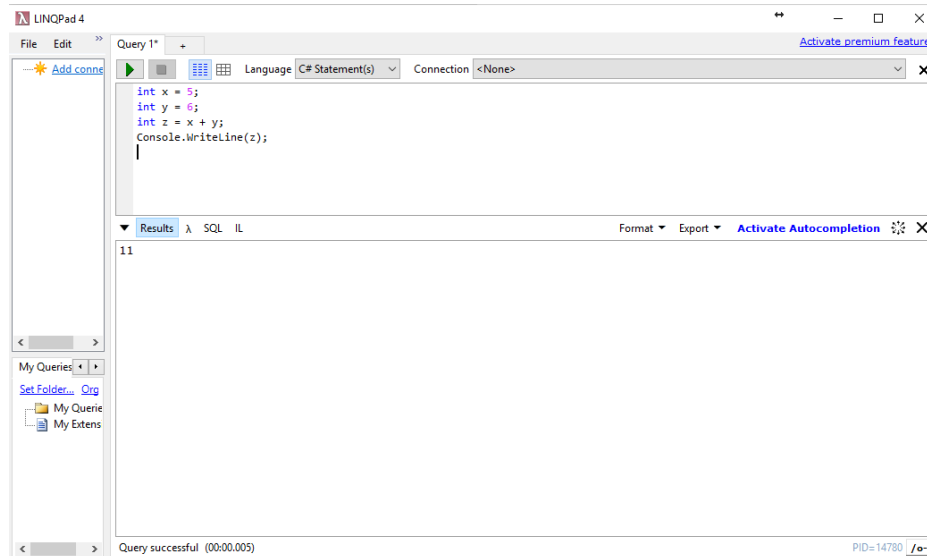 LINQPad 4
File Edit »
Query 1* +
Activate premium feature
Add conne
Language C# Statement(s) Connection <None>
int x = 5;
int y = 6;
int z = x + y;
Console.WriteLine(z);
Results λ SQL IL Format Export Activate Autocompletion
11
My Queries
Set Folder... Org
My Querie
My Extens
Query successful (00:00.005) PID=14780 /o-